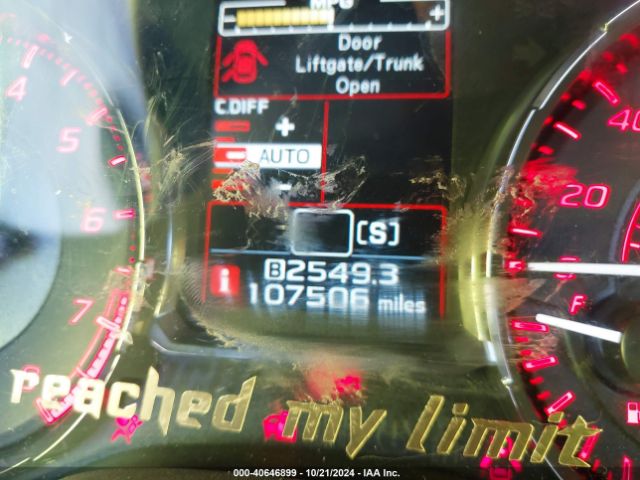 MPG
- +
Door
Liftgate/Trunk
Open
C.DIFF
+
AUTO
-
4
5
6
7
40
20
F
[S]
B2549.3
i
107506 miles
reached my limit
000-40646899 - 10/21/2024 - IAA Inc.